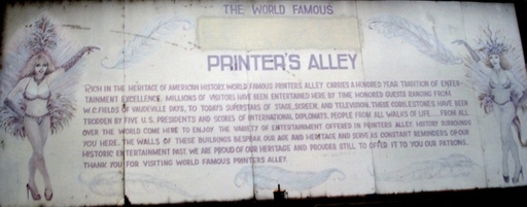 THE WORLD FAMOUS
PRINTER'S ALLEY
RICH IN THE HERITAGE OF AMERICAN HISTORY, WORLD FAMOUS PRINTERS ALLEY CARRIES A HONORED YEAR TRADITION OF ENTER-
TAINMENT EXCELLENCE. MILLIONS OF VISITORS HAVE BEEN ENTERTAINED HERE BY TIME HONORED GUESTS RANGING FROM
W.C. FIELDS OF VAUDEVILLE DAYS, TO TODAY'S SUPERSTARS OF STAGE, SCREEN, AND TELEVISION. THESE COBBLESTONES HAVE BEEN
TRODDEN BY FIVE U.S. PRESIDENTS AND SCORES OF INTERNATIONAL DIPLOMATS. PEOPLE FROM ALL WALKS OF LIFE.....FROM ALL
OVER THE WORLD COME HERE TO ENJOY THE VARIETY OF ENTERTAINMENT OFFERED IN PRINTERS ALLEY. HISTORY SURROUNDS
YOU HERE. THE WALLS OF THESE BUILDINGS BESPEAK OUR AGE AND HERITAGE AND SERVE AS CONSTANT REMINDERS OF OUR
HISTORIC ENTERTAINMENT PAST. WE ARE PROUD OF OUR HERITAGE AND PROUDER STILL TO OFFER IT TO YOU OUR PATRONS.
THANK YOU FOR VISITING WORLD FAMOUS PRINTERS ALLEY.